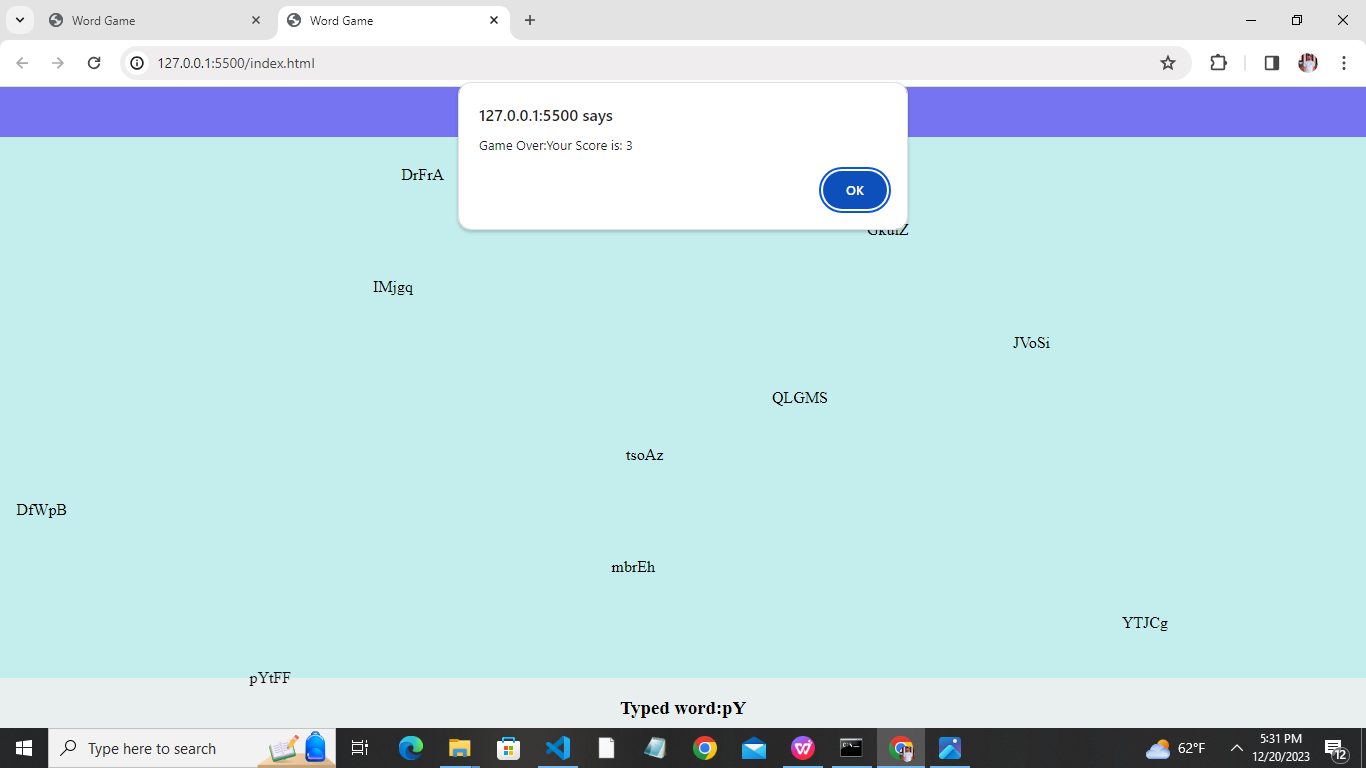 Word Game
Word Game
127.0.0.1:5500/index.html
127.0.0.1:5500 says
Game Over:Your Score is: 3
OK
DrFrA
IMjgq
JVoSi
QLGMS
tsoAz
DfWpB
mbrEh
YTJCg
pYtFF
Typed word:pY
Type here to search
62°F
5:31 PM
12/20/2023
12